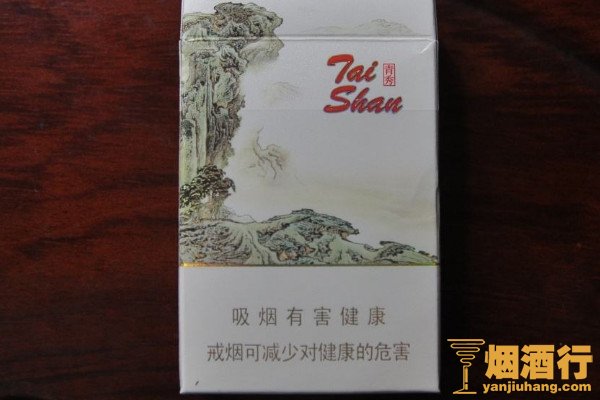 Tai
青秀
Shan
吸烟有害健康
戒烟可减少对健康的危害
烟酒行
yanjiuhang.com